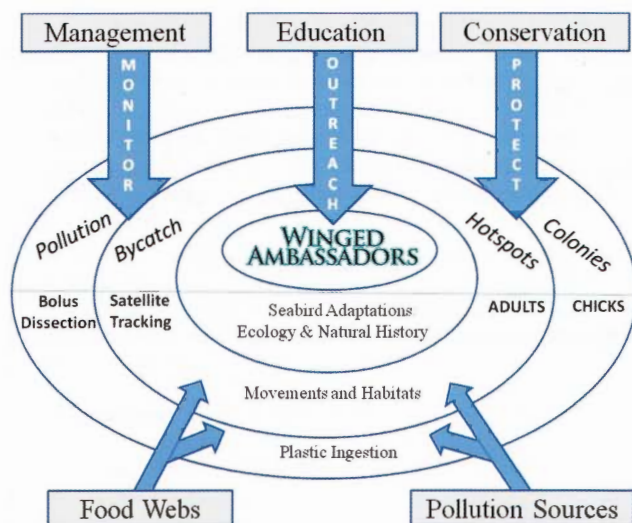 Management
Education
Conservation
MONITOR
OUTREACH
PROTECT
Pollution
Bycatch
Hotspots
Colonies
WINGED
AMBASSADORS
Bolus
Dissection
Satellite
Tracking
ADULTS
CHICKS
Seabird Adaptations
Ecology & Natural History
Movements and Habitats
Plastic Ingestion
Food Webs
Pollution Sources